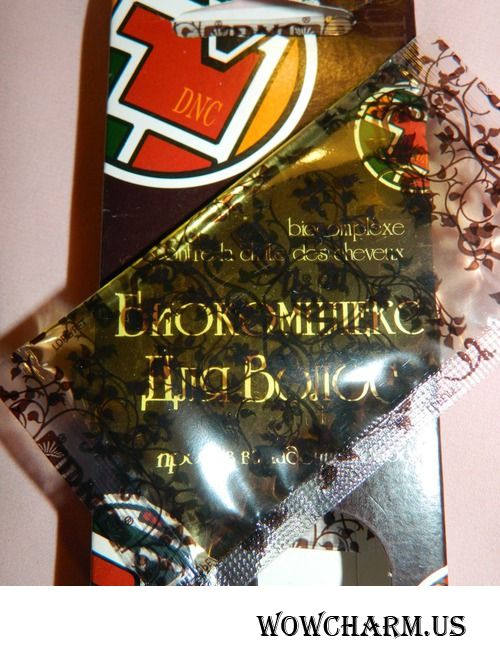 DNC
biocomplexe
contre la chute des cheveux
Биокомплекс
Для Волос
WOWCHARM.US